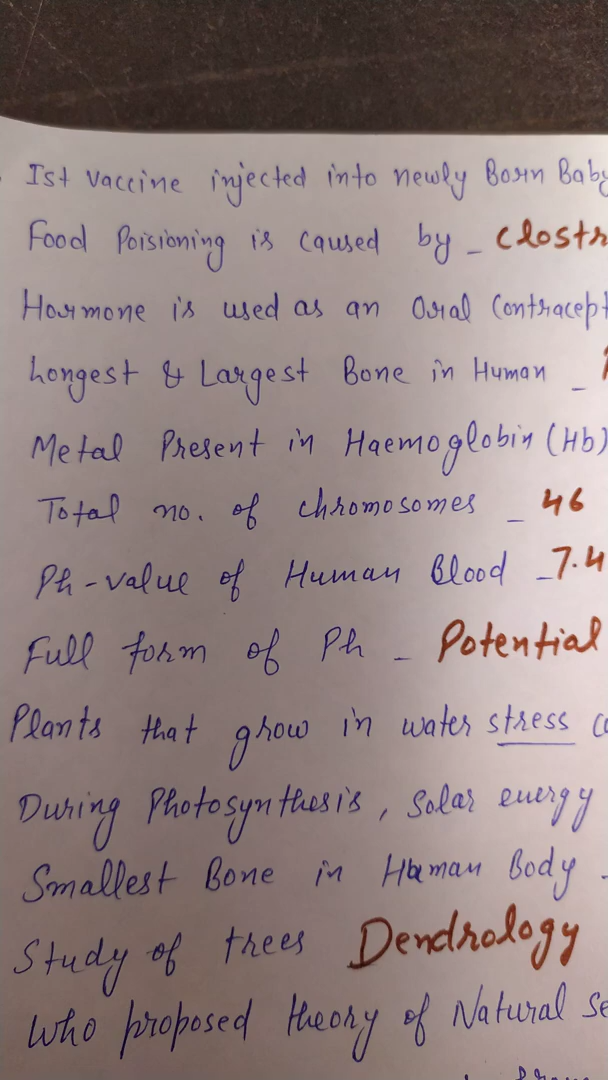 Ist vaccine injected into newly Born Baby
Food Poisioning is caused by - Clostr
Hormone is used as an Oral Contracept
Longest & Largest Bone in Human -
Metal Present in Haemoglobin (Hb)
Total no. of chromosomes - 46
Ph-value of Human Blood - 7.4
Full form of Ph - Potential
Plants that grow in water stress co
During Photosynthesis, Solar energy
Smallest Bone in Human Body -
Study of trees Dendrology
Who proposed theory of Natural Se